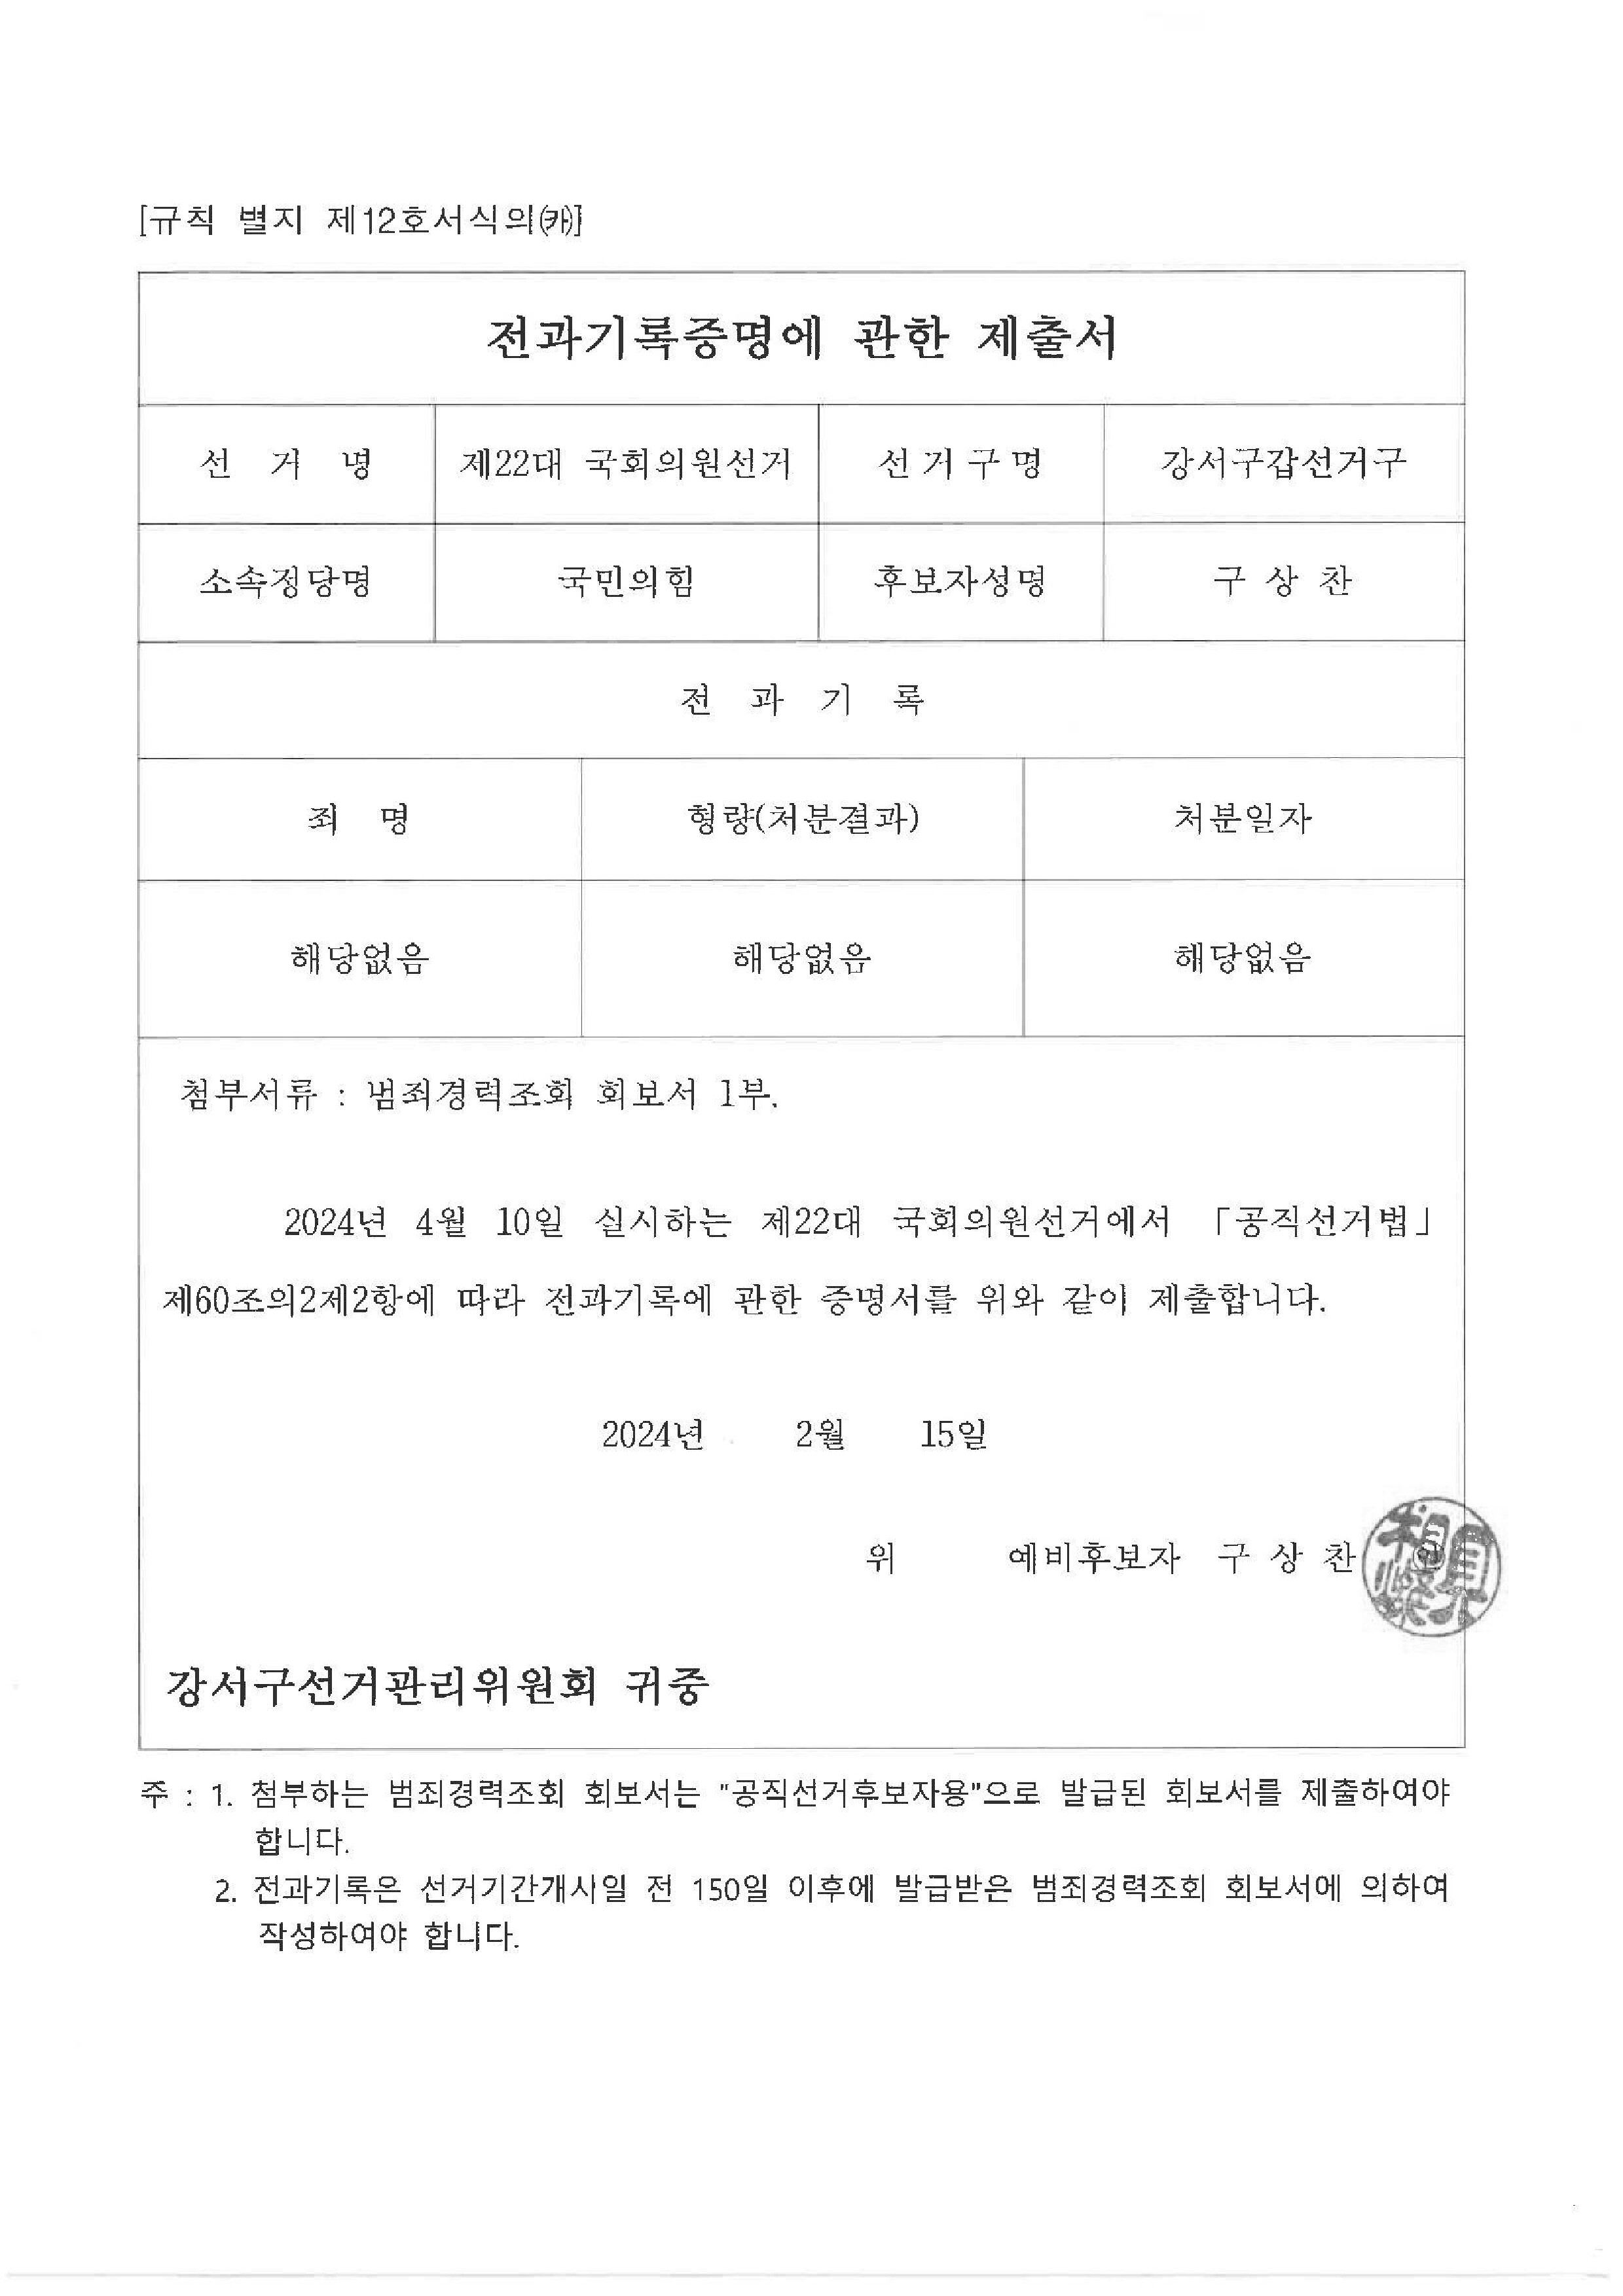 [규칙 별지 제12호서식의㈘]
전과기록증명에 관한 제출서
선 거 명 제22대 국회의원선거 선거구명 강서구갑선거구
소속정당명 국민의힘 후보자성명 구 상 찬
전 과 기 록
죄 명 형량(처분결과) 처분일자
해당없음 해당없음 해당없음
첨부서류 : 범죄경력조회 회보서 1부.
2024년 4월 10일 실시하는 제22대 국회의원선거에서 「공직선거법」
제60조의2제2항에 따라 전과기록에 관한 증명서를 위와 같이 제출합니다.
2024년 2월 15일
위 예비후보자 구 상 찬
강서구선거관리위원회 귀중
주 : 1. 첨부하는 범죄경력조회 회보서는 "공직선거후보자용"으로 발급된 회보서를 제출하여야
합니다.
2. 전과기록은 선거기간개시일 전 150일 이후에 발급받은 범죄경력조회 회보서에 의하여
작성하여야 합니다.